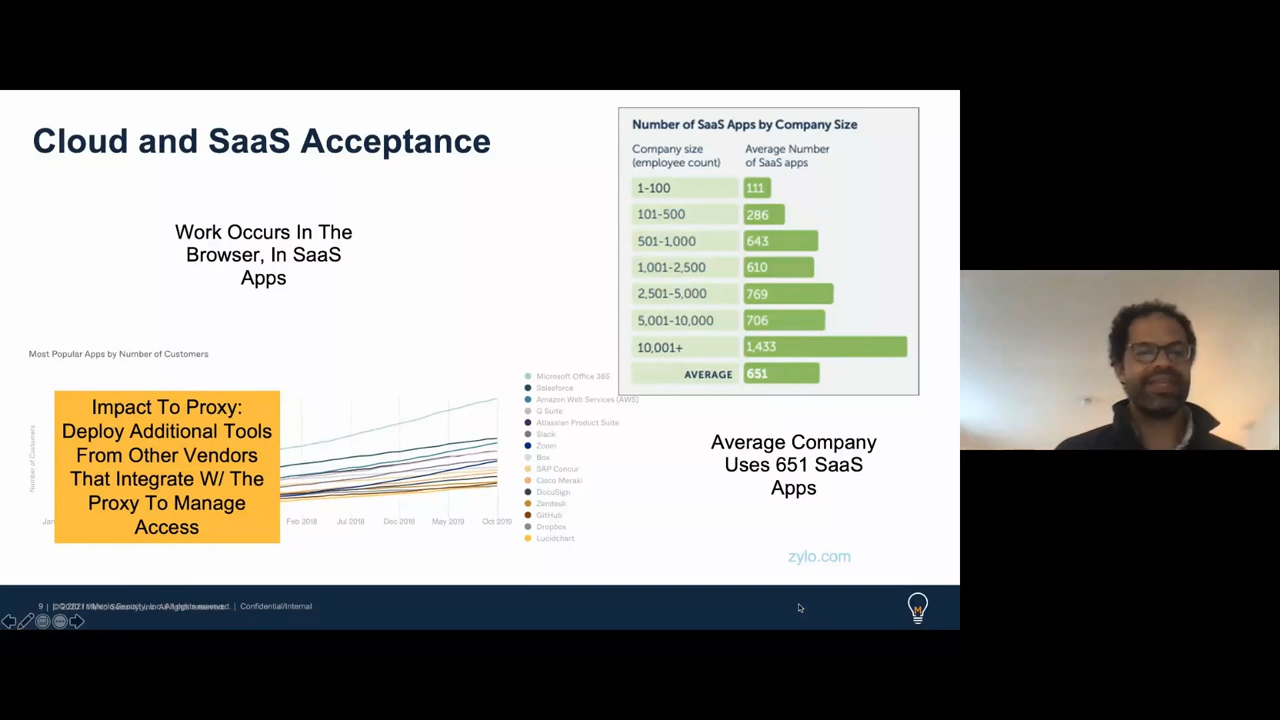 Cloud and SaaS Acceptance
Work Occurs In The
Browser, In SaaS
Apps
Number of SaaS Apps by Company Size
Company size
(employee count)
Average Number
of SaaS apps
1-100 111
101-500 286
501-1,000 643
1,001-2,500 610
2,501-5,000 769
5,001-10,000 706
10,001+ 1,433
AVERAGE 651
Most Popular Apps by Number of Customers
Number of Customers
Impact To Proxy:
Deploy Additional Tools
From Other Vendors
That Integrate W/ The
Proxy To Manage
Access
Feb 2018 Jul 2018 Dec 2018 May 2019 Oct 2019
Microsoft Office 365
Salesforce
Amazon Web Services (AWS)
G Suite
Atlassian Product Suite
Slack
Zoom
Box
SAP Concur
Cisco Meraki
DocuSign
Zendesk
GitHub
Dropbox
Lucidchart
Average Company
Uses 651 SaaS
Apps
zylo.com
9 | | Confidential/Internal
M